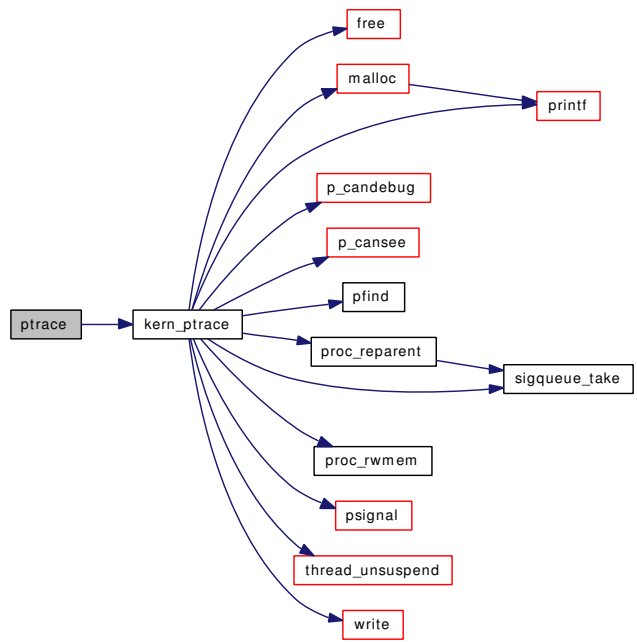 free
malloc
printf
p_candebug
p_cansee
pfind
ptrace
kern_ptrace
proc_reparent
sigqueue_take
proc_rwmem
psignal
thread_unsuspend
write